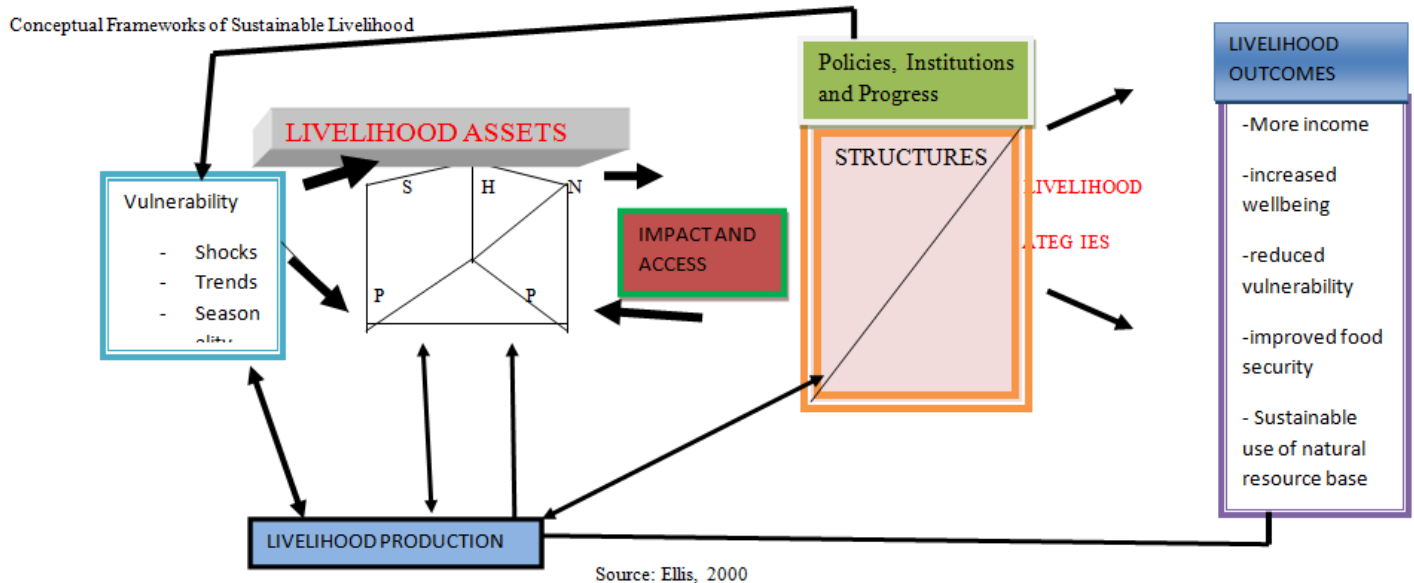 Conceptual Frameworks of Sustainable Livelihood
LIVELIHOOD ASSETS
Vulnerability
- Shocks
- Trends
- Season
S H N
P P
IMPACT AND
ACCESS
Policies, Institutions
and Progress
STRUCTURES
LIVELIHOOD
ATEG IES
LIVELIHOOD
OUTCOMES
-More income
-increased
wellbeing
-reduced
vulnerability
-improved food
security
- Sustainable
use of natural
resource base
LIVELIHOOD PRODUCTION
Source: Ellis, 2000